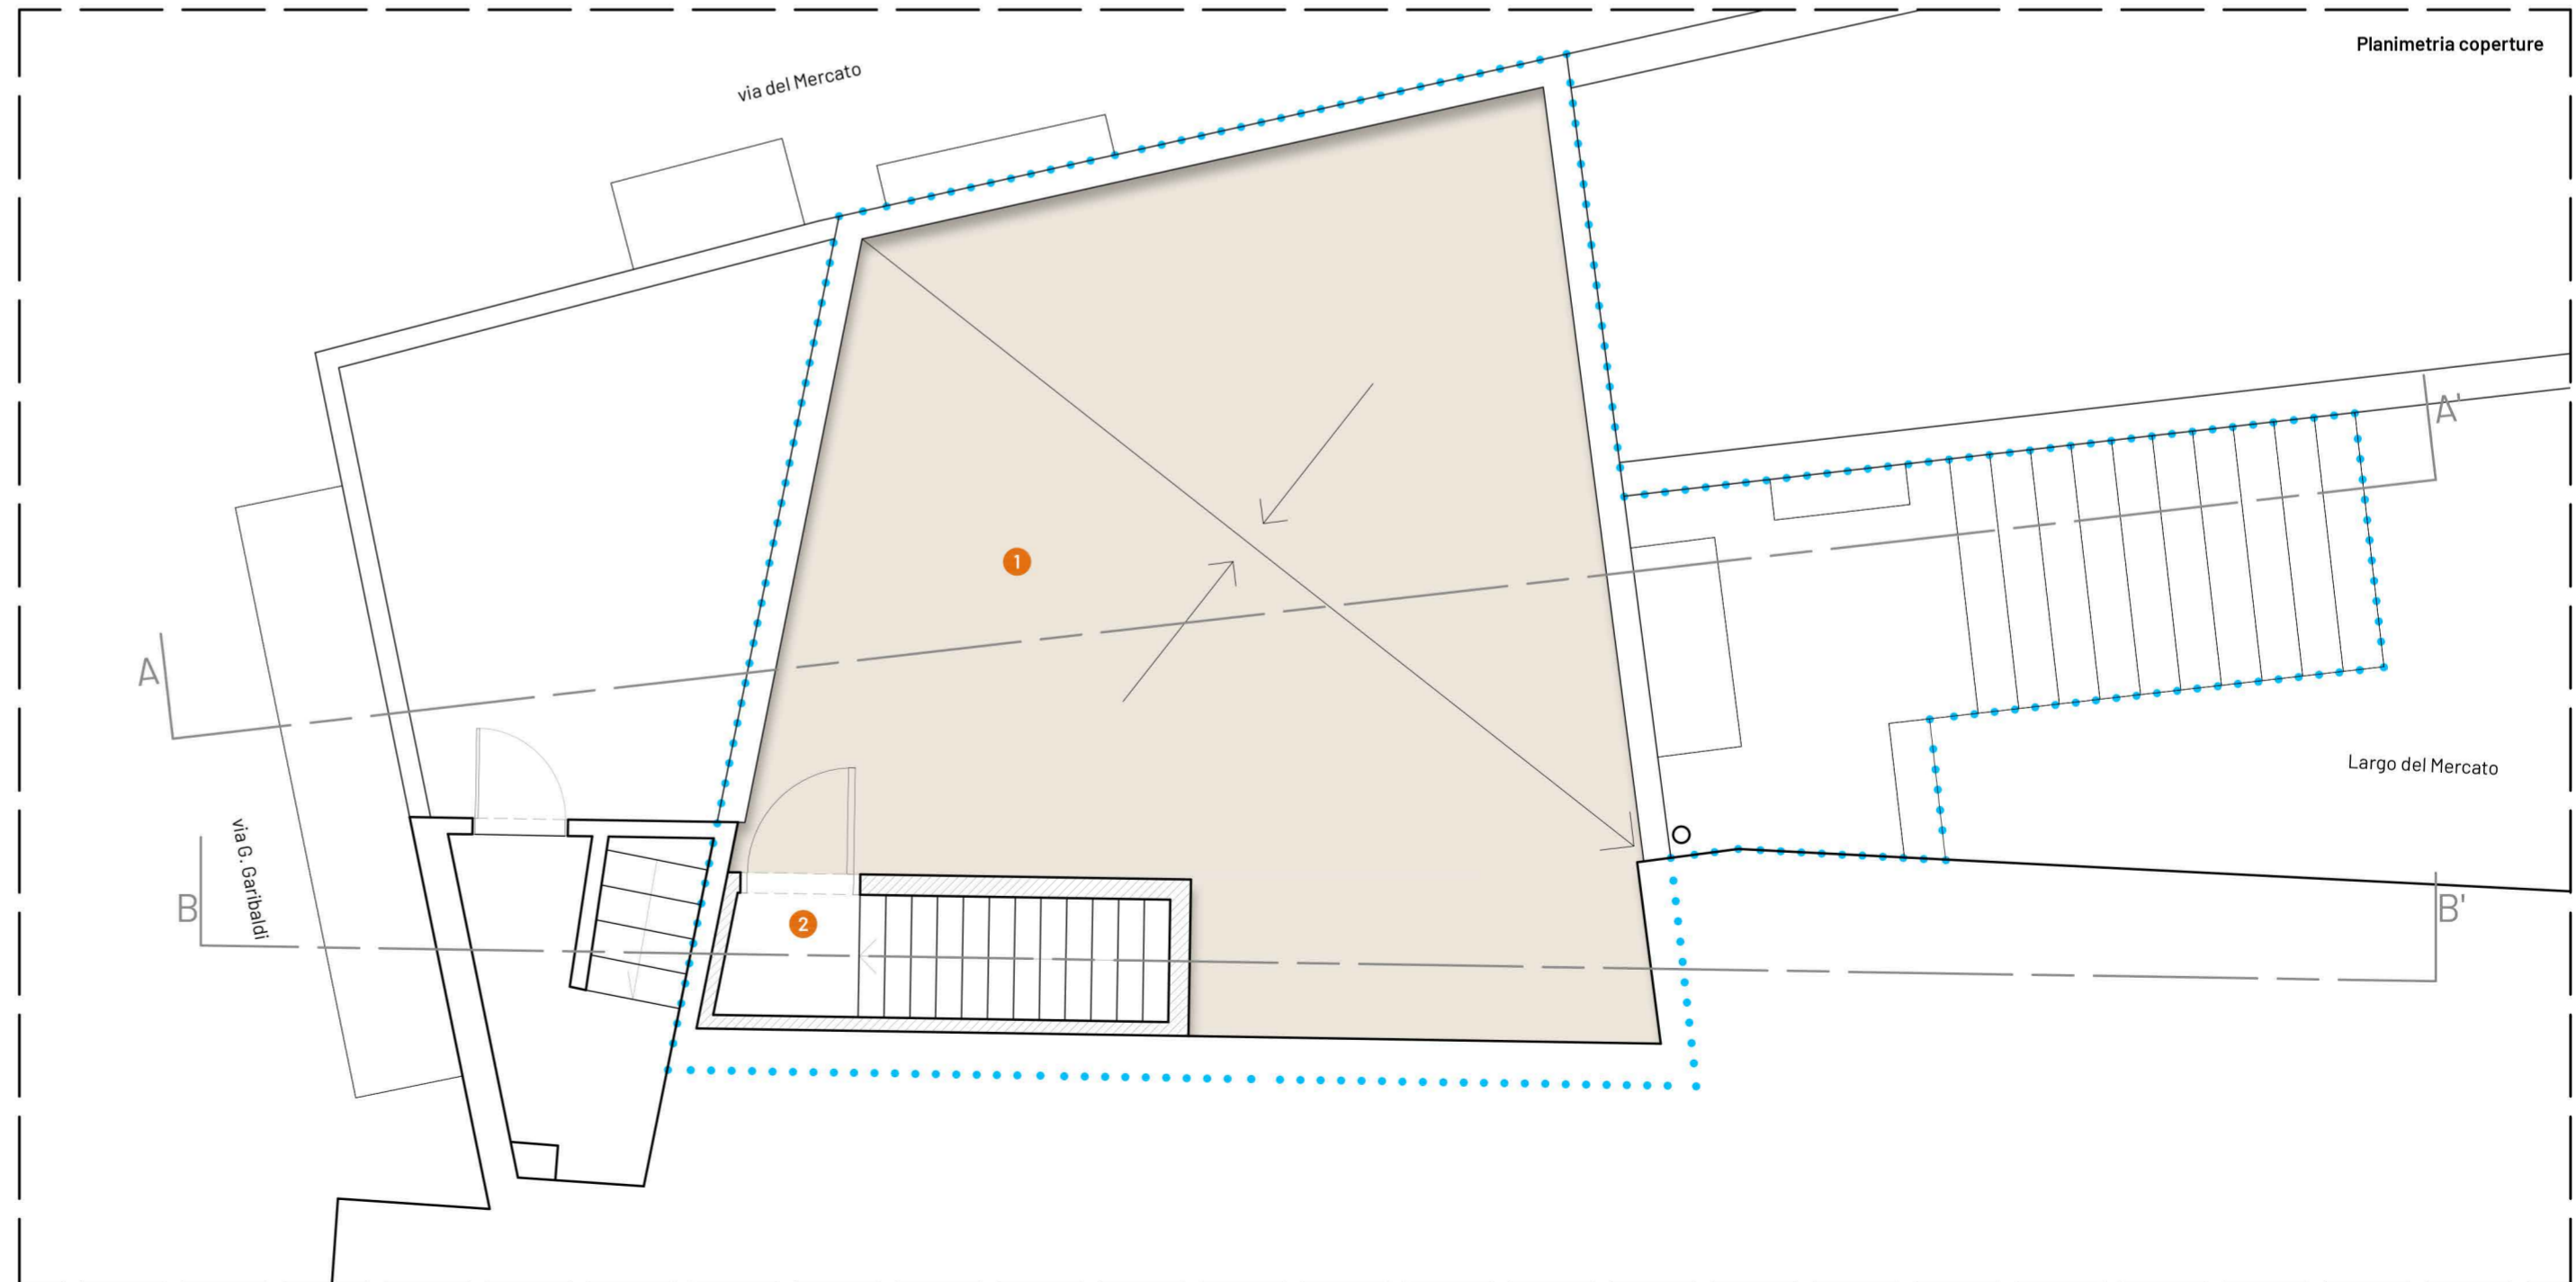 Planimetria coperture
via del Mercato
A'
1
A
Largo del Mercato
via G. Garibaldi
B
2
B'